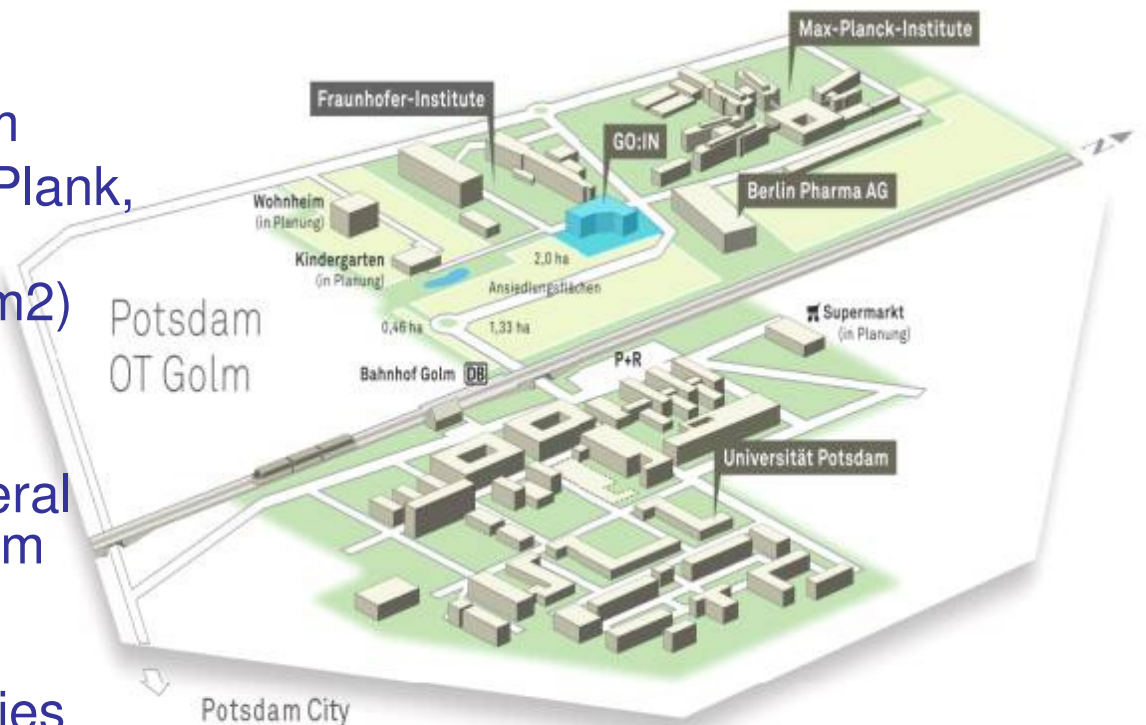 Plank,
m2)
eral
m
ies
Max-Planck-Institute
Fraunhofer-Institute
GO:IN
Berlin Pharma AG
Wohnheim
(in Planung)
Kindergarten
(in Planung)
2,0 ha
Ansiedlungsflächen
0,46 ha
1,33 ha
Supermarkt
(in Planung)
Potsdam
OT Golm
Bahnhof Golm DB
P+R
Universität Potsdam
Potsdam City
N